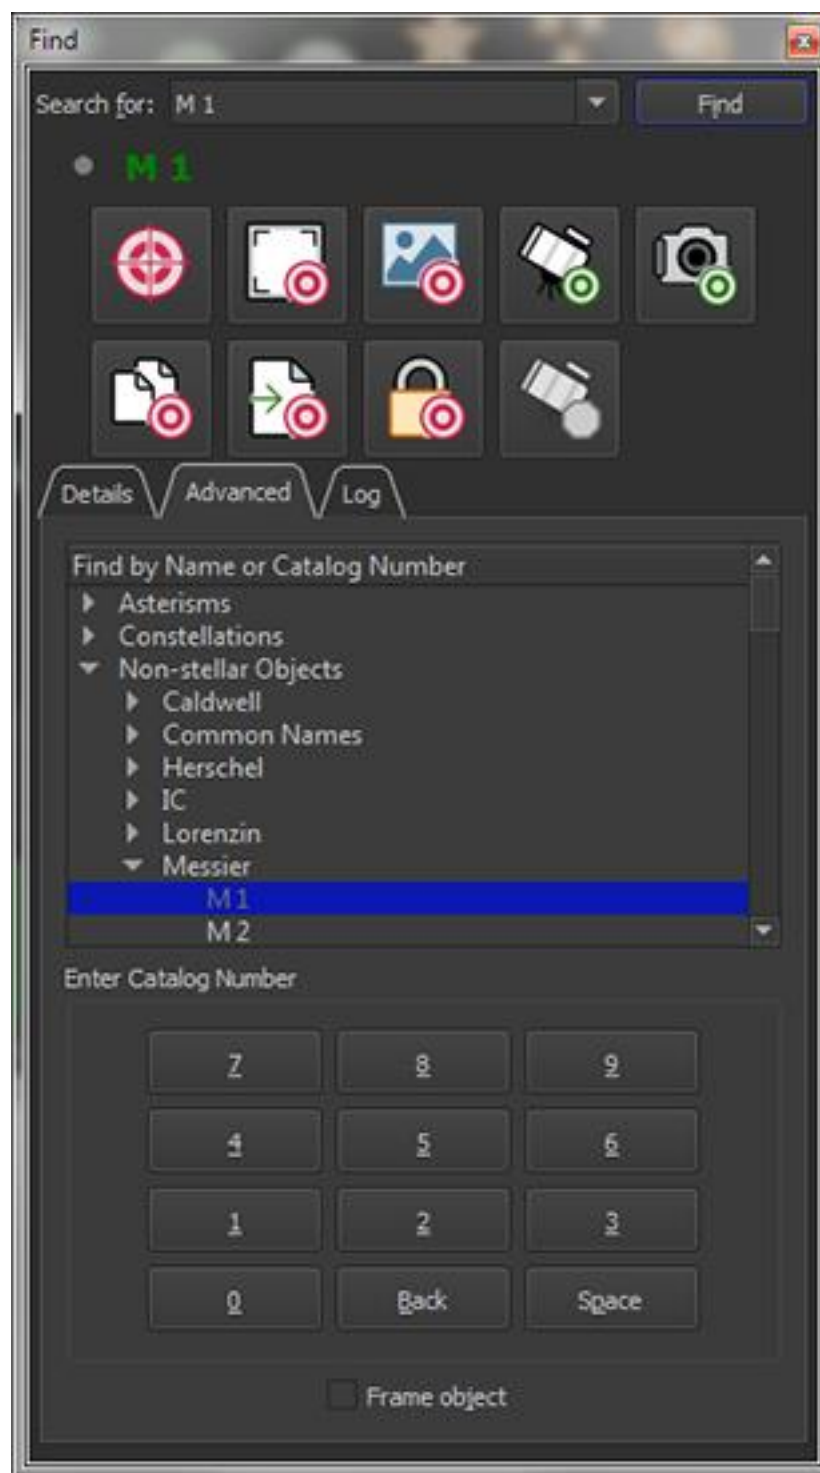 Find
Search for: M 1 Find
M 1
Details Advanced Log
Find by Name or Catalog Number
Asterisms
Constellations
Non-stellar Objects
Caldwell
Common Names
Herschel
IC
Lorenzin
Messier
M 1
M 2
Enter Catalog Number
7 8 9
4 5 6
1 2 3
0 Back Space
Frame object